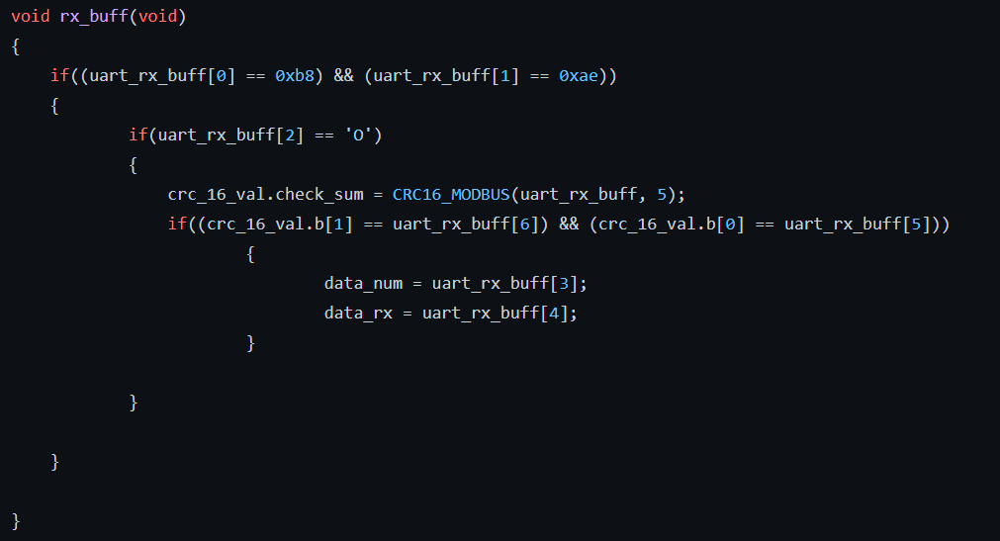 void rx_buff(void)
{
    if((uart_rx_buff[0] == 0xb8) && (uart_rx_buff[1] == 0xae))
    {
            if(uart_rx_buff[2] == 'O')
            {
                crc_16_val.check_sum = CRC16_MODBUS(uart_rx_buff, 5);
                if((crc_16_val.b[1] == uart_rx_buff[6]) && (crc_16_val.b[0] == uart_rx_buff[5]))
                        {
                                data_num = uart_rx_buff[3];
                                data_rx = uart_rx_buff[4];
                        }

            }

    }

}